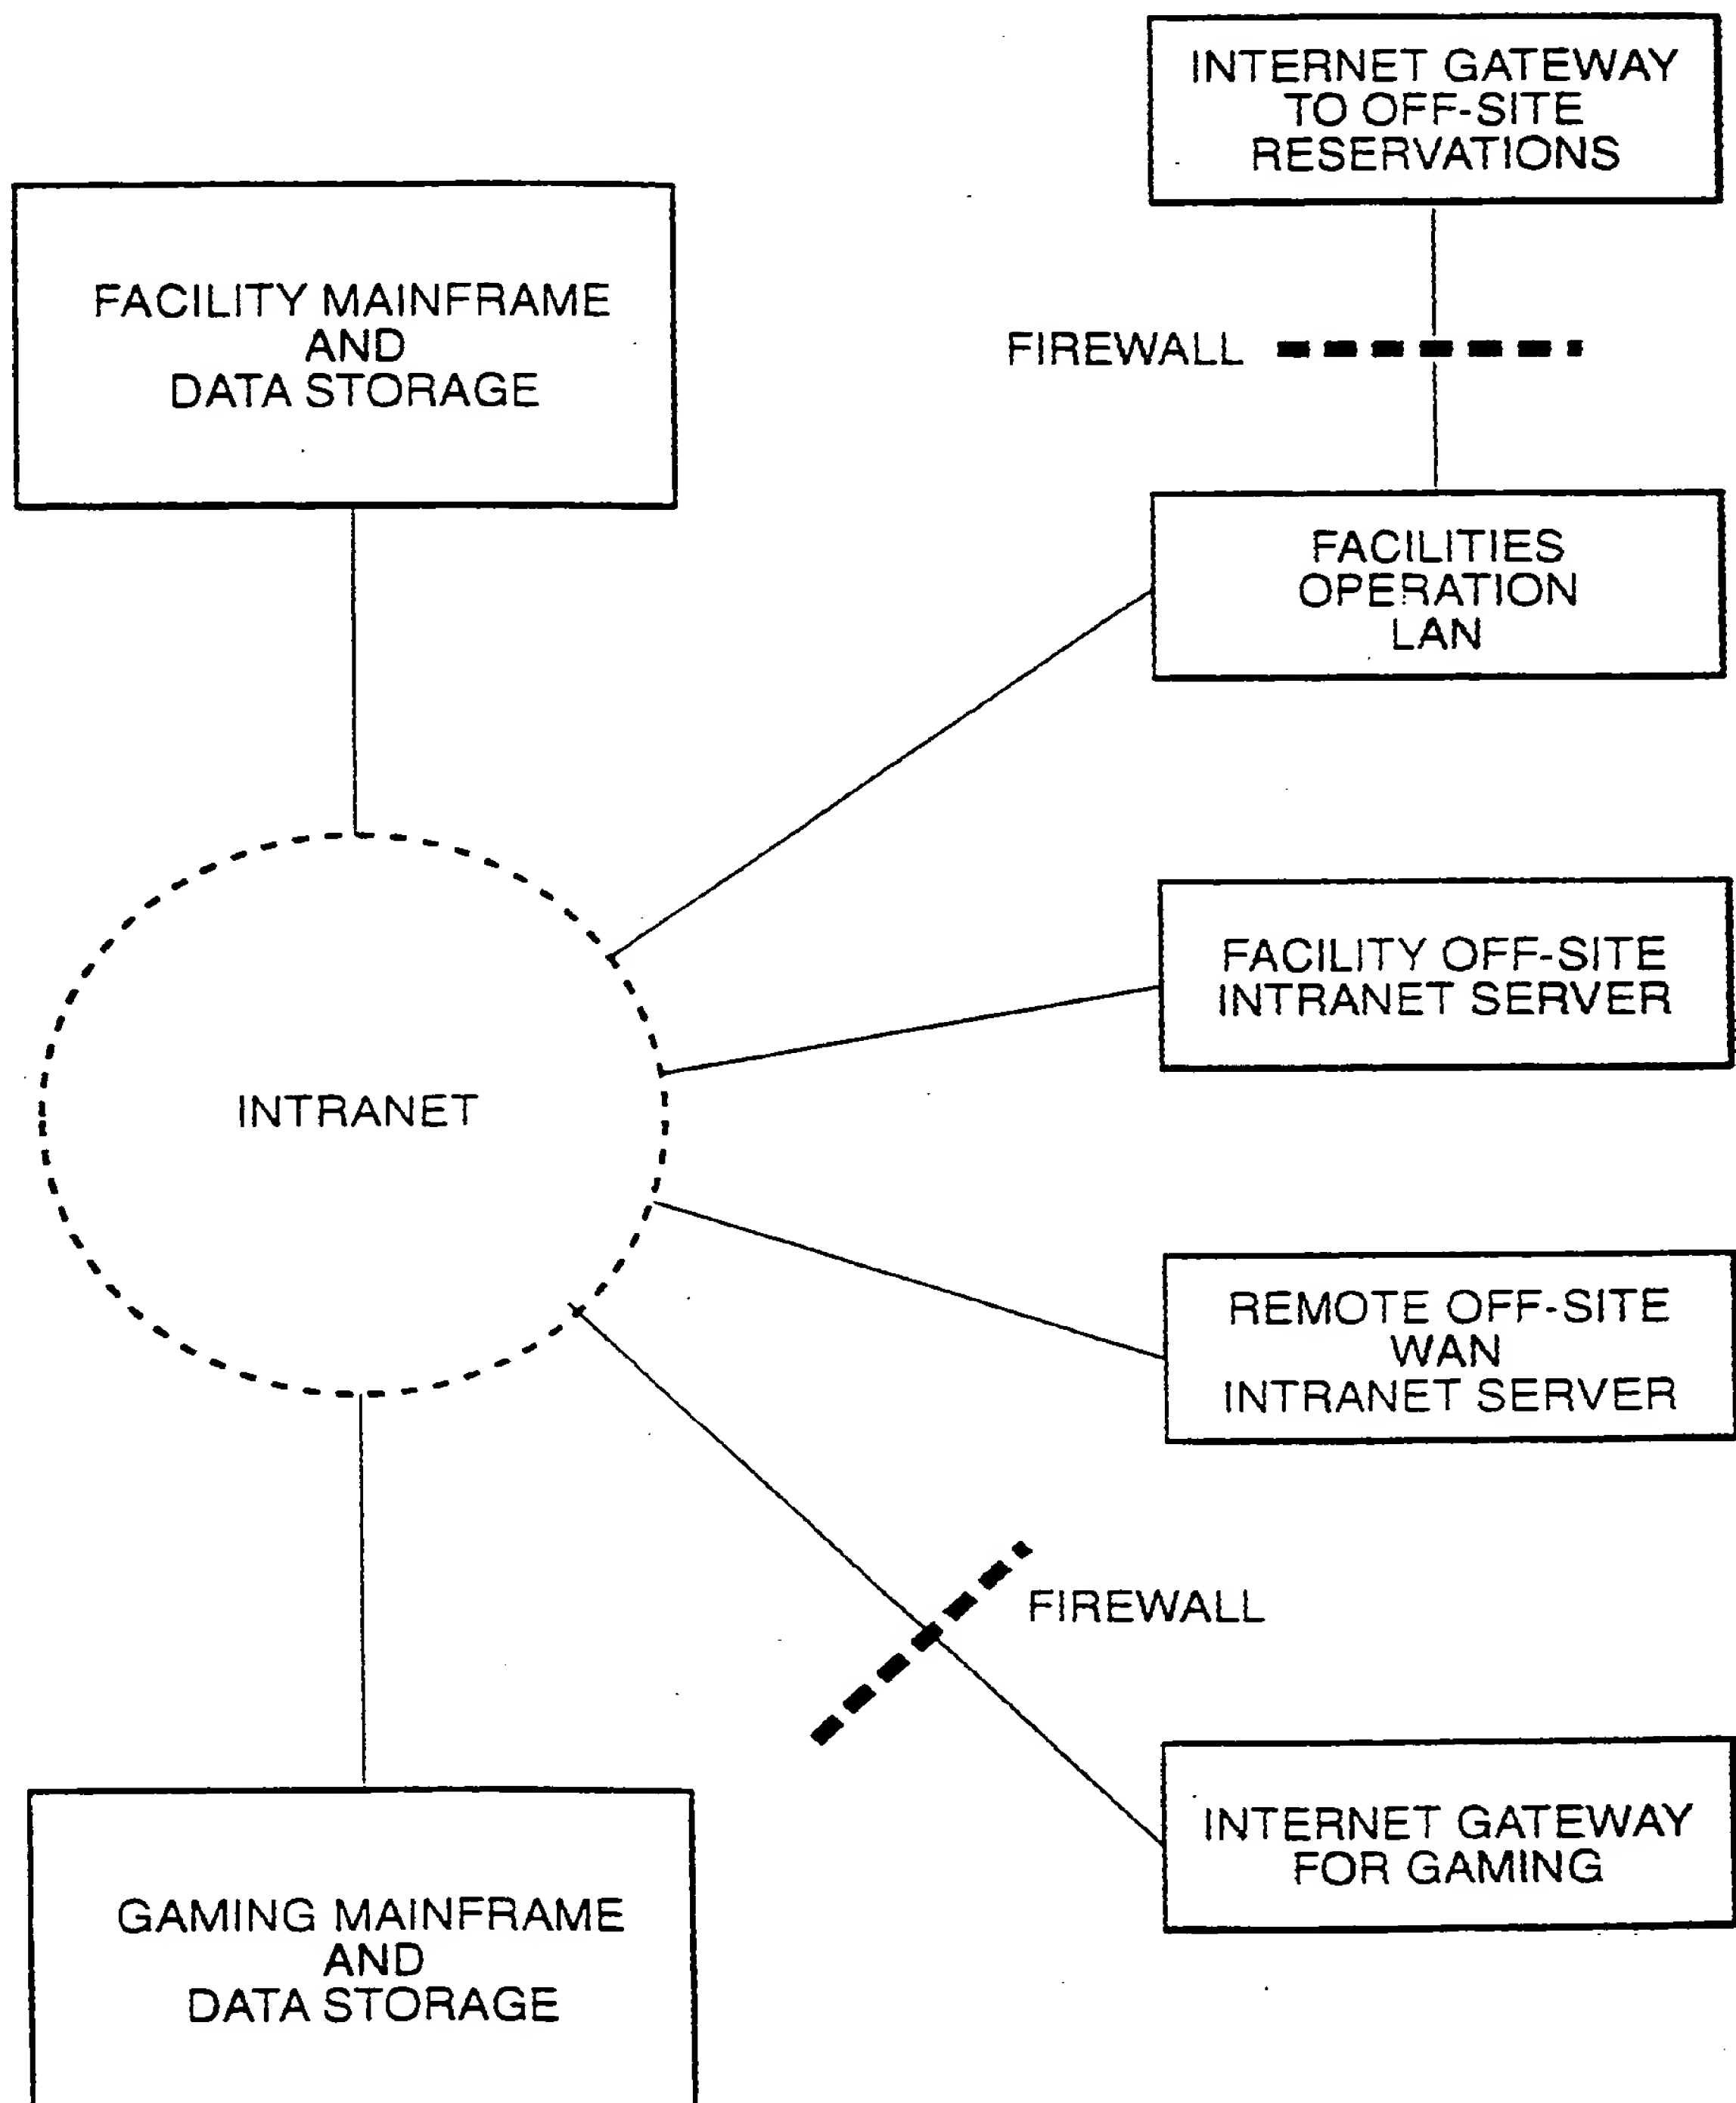 INTERNET GATEWAY
TO OFF-SITE
RESERVATIONS
FACILITY MAINFRAME
AND
DATA STORAGE
FIREWALL
FACILITIES
OPERATION
LAN
FACILITY OFF-SITE
INTRANET SERVER
INTRANET
REMOTE OFF-SITE
WAN
INTRANET SERVER
FIREWALL
INTERNET GATEWAY
FOR GAMING
GAMING MAINFRAME
AND
DATA STORAGE